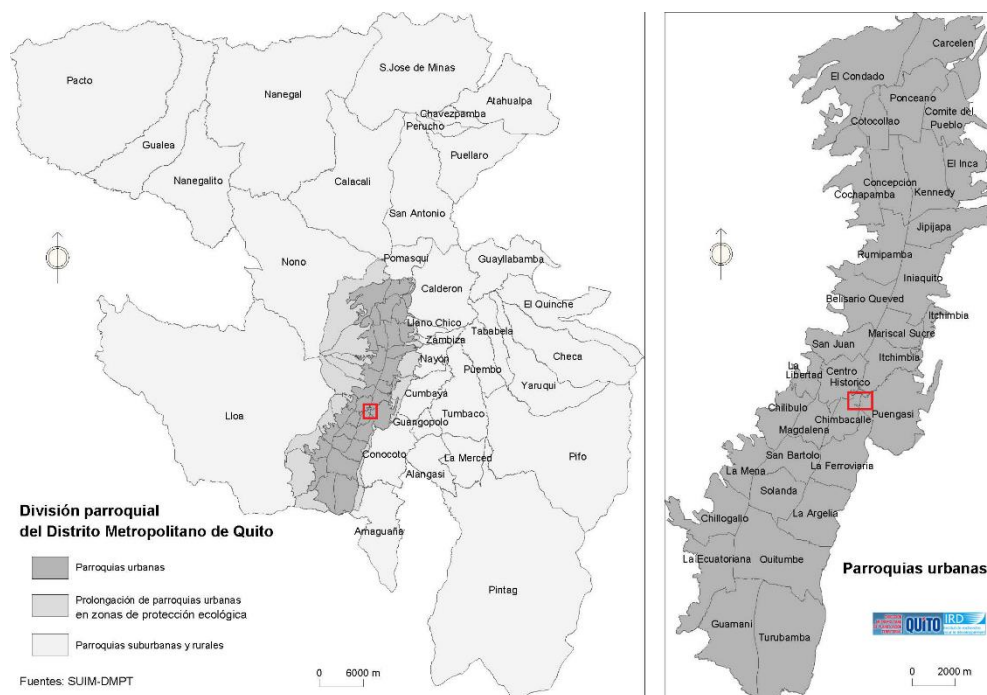 Pacto
Nanegal
S.Jose de Minas
Atahualpa
Chavezpamba
Perucho
Gualea
Puellaro
Nanegalito
Calacali
San Antonio
Nono
Pomasqui
Guayllabamba
Calderon
El Quinche
Llano Chico
Tababela
Zambiza
Checa
Nayón
Puembo
Yaruqui
Cumbaya
Lloa
Tumbaco
Guangopolo
Conocoto
La Merced
Pifo
Alangasi
Amaguaña
Pintag
División parroquial
del Distrito Metropolitano de Quito
Parroquias urbanas
Prolongación de parroquias urbanas
en zonas de protección ecológica
Parroquias suburbanas y rurales
Fuentes: SUIM-DMPT
0 6000 m
Carcelen
El Condado
Ponceano
Comite del
Pueblo
Cotocollao
El Inca
Concepción
Kennedy
Cochapamba
Jipijapa
Rumipamba
Iniaquito
Belisario Queved
Itchimbia
Mariscal Sucre
San Juan
Itchimbia
La
Libertad
Centro
Historico
Chilibulo
Puengasi
Chimbacalle
Magdalena
San Bartolo
La Ferroviaria
La Mena
Solanda
La Argelia
Chillogallo
La Ecuatoriana
Quitumbe
Parroquias urbanas
Guamani
Turubamba
QUITO
IRD
0 2000 m